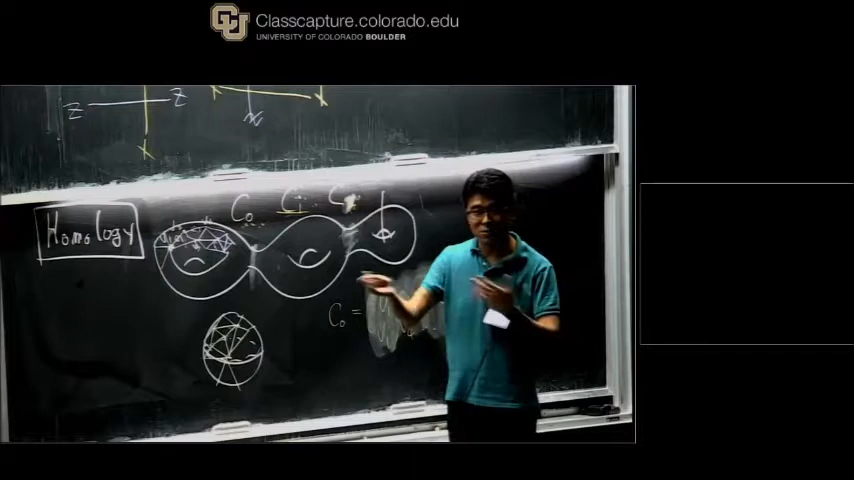 Classcapture.colorado.edu
UNIVERSITY OF COLORADO BOULDER
Z Z X
X
Homology
C₀ C₁
C₀ =